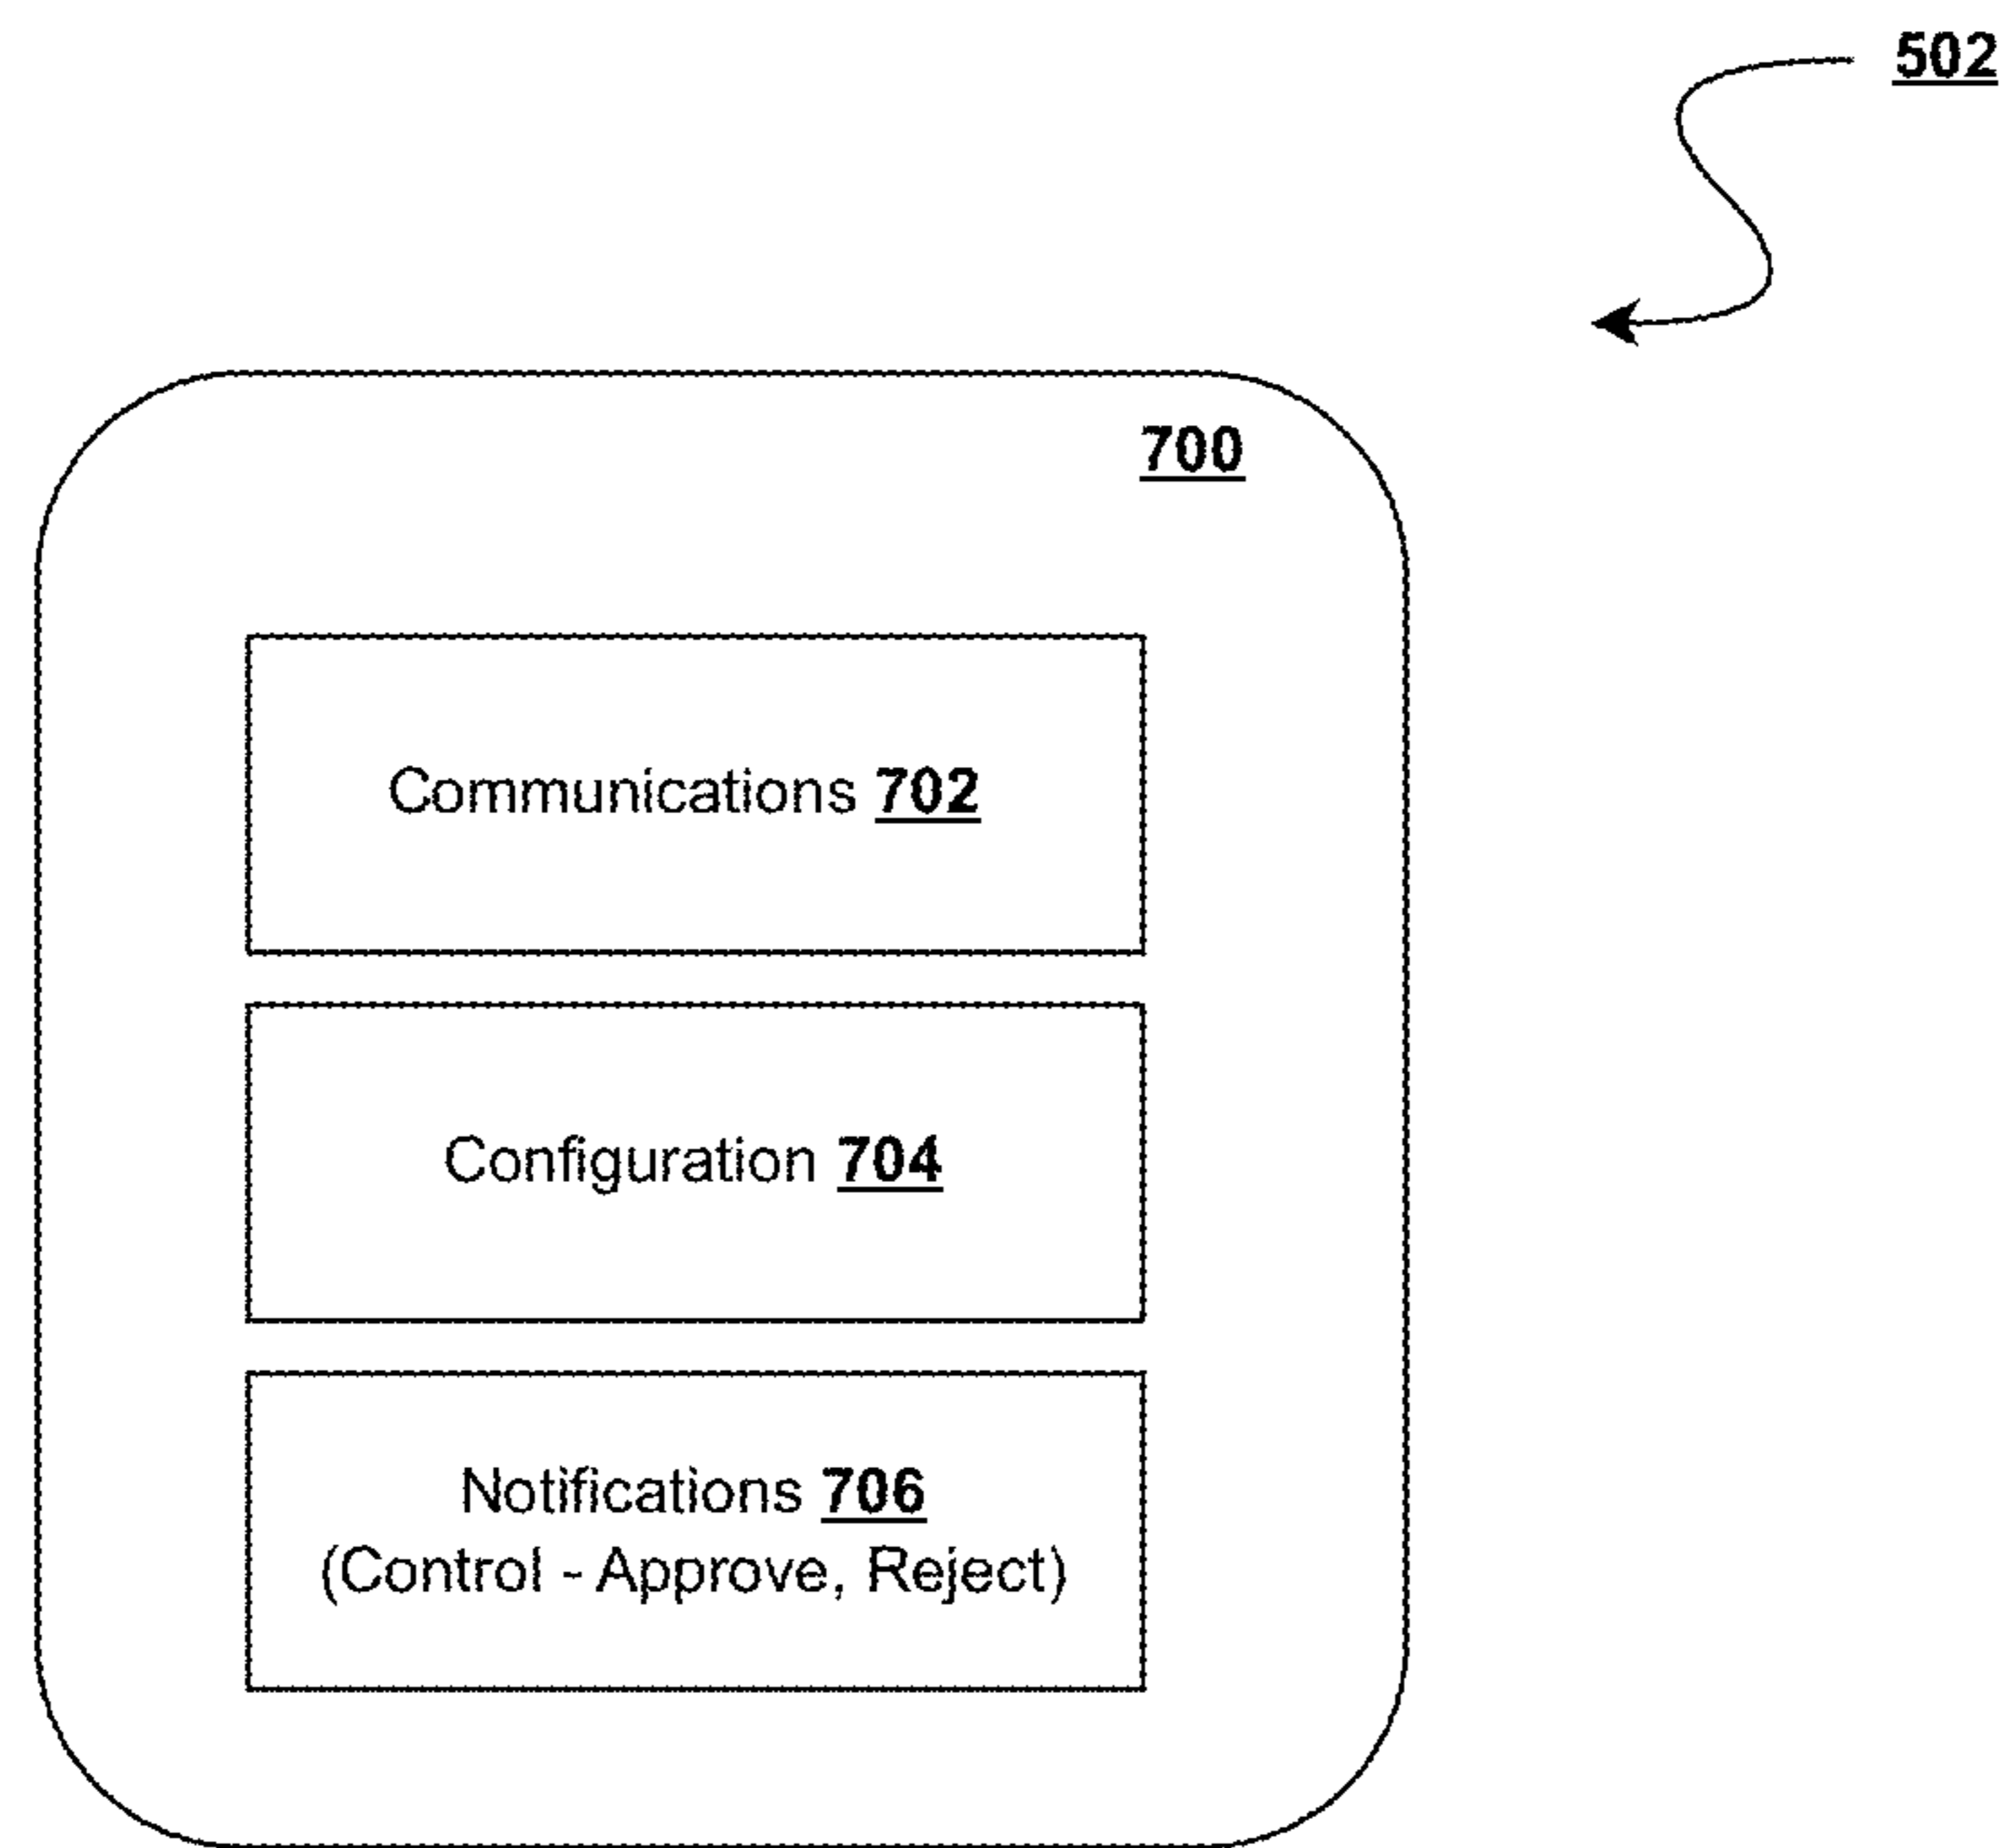 502
700
Communications 702
Configuration 704
Notifications 706
(Control - Approve, Reject)